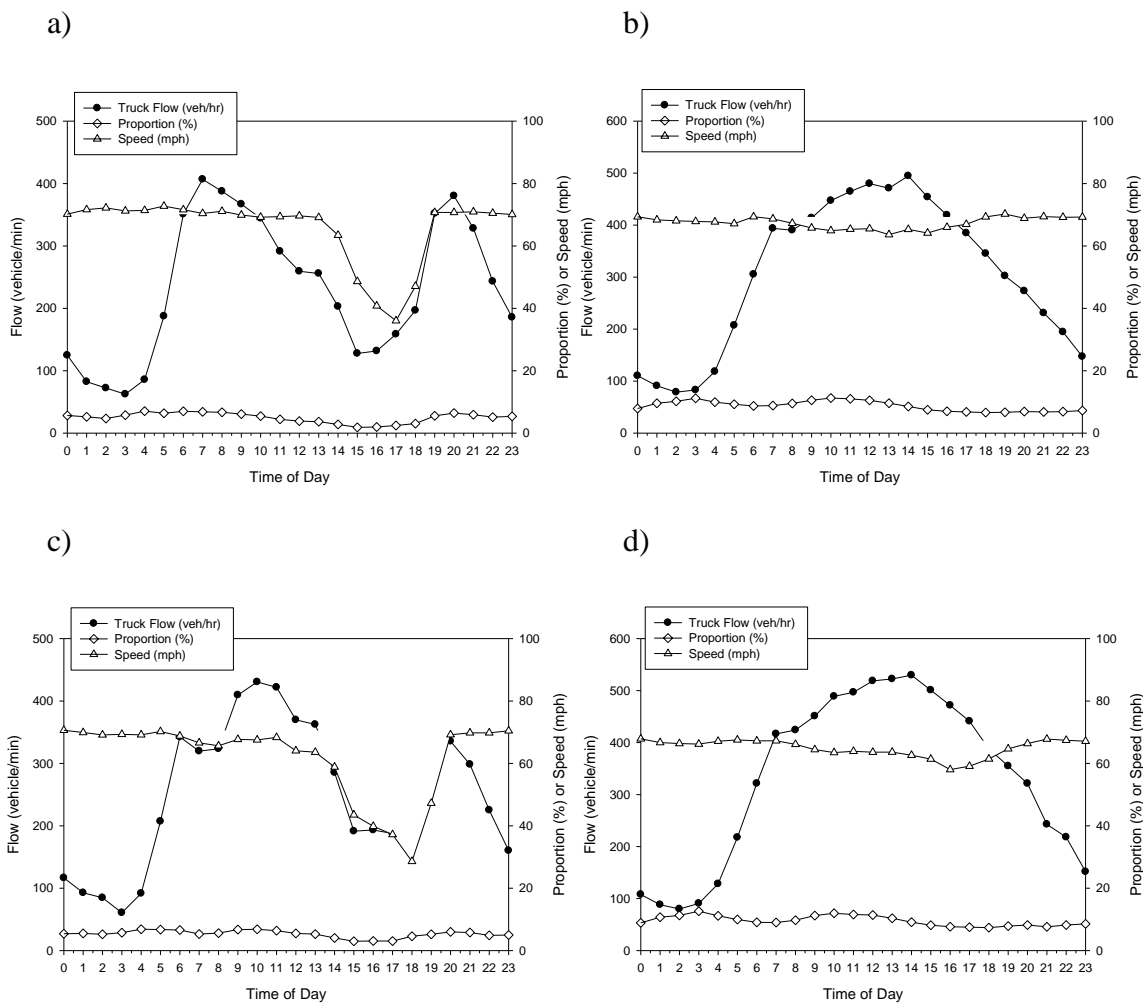 a)
Truck Flow (veh/hr)
Proportion (%)
Speed (mph)
500
400
300
200
100
0
Flow (vehicle/min)
100
80
60
40
20
0
Proportion (%) or Speed (mph)
0 1 2 3 4 5 6 7 8 9 10 11 12 13 14 15 16 17 18 19 20 21 22 23
Time of Day
b)
Truck Flow (veh/hr)
Proportion (%)
Speed (mph)
600
500
400
300
200
100
0
Flow (vehicle/min)
100
80
60
40
20
0
Proportion (%) or Speed (mph)
0 1 2 3 4 5 6 7 8 9 10 11 12 13 14 15 16 17 18 19 20 21 22 23
Time of Day
c)
Truck Flow (veh/hr)
Proportion (%)
Speed (mph)
500
400
300
200
100
0
Flow (vehicle/min)
100
80
60
40
20
0
Proportion (%) or Speed (mph)
0 1 2 3 4 5 6 7 8 9 10 11 12 13 14 15 16 17 18 19 20 21 22 23
Time of Day
d)
Truck Flow (veh/hr)
Proportion (%)
Speed (mph)
600
500
400
300
200
100
0
Flow (vehicle/min)
100
80
60
40
20
0
Proportion (%) or Speed (mph)
0 1 2 3 4 5 6 7 8 9 10 11 12 13 14 15 16 17 18 19 20 21 22 23
Time of Day